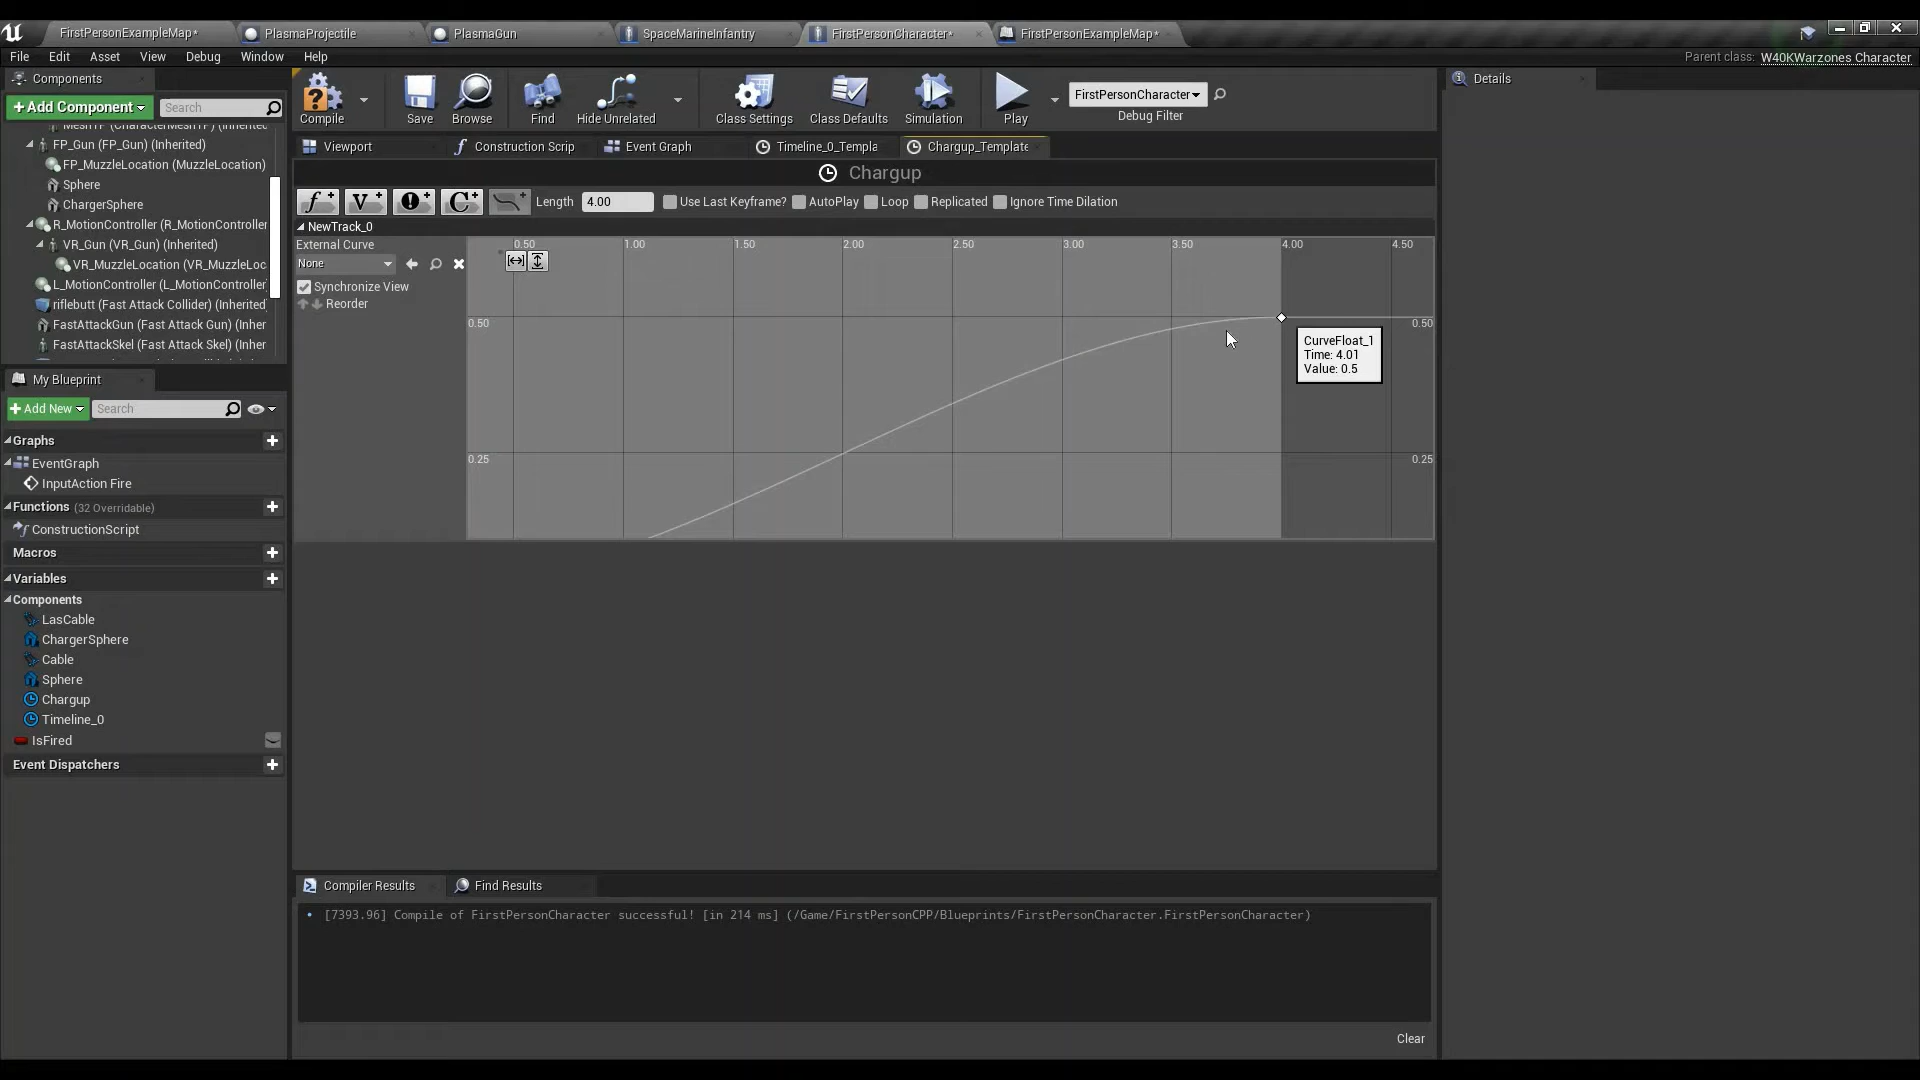 FirstPersonExampleMap*
PlasmaProjectile
PlasmaGun
SpaceMarineInfantry
FirstPersonCharacter*
FirstPersonExampleMap*
File Edit Asset View Debug Window Help
Parent class: W40KWarzones Character
Components
+Add Component
Search
MeshTP (CharacterMeshTP) (Inherited
FP_Gun (FP_Gun) (Inherited)
FP_MuzzleLocation (MuzzleLocation)
Sphere
ChargerSphere
R_MotionController (R_MotionController
VR_Gun (VR_Gun) (Inherited)
VR_MuzzleLocation (VR_MuzzleLoc
L_MotionController (L_MotionController
riflebutt (Fast Attack Collider) (Inherited)
FastAttackGun (Fast Attack Gun) (Inher
FastAttackSkel (Fast Attack Skel) (Inher
My Blueprint
+Add New
Search
Graphs
EventGraph
InputAction Fire
Functions (32 Overridable)
ConstructionScript
Macros
Variables
Components
LasCable
ChargerSphere
Cable
Sphere
Chargup
Timeline_0
IsFired
Event Dispatchers
Compile
Save
Browse
Find
Hide Unrelated
Class Settings
Class Defaults
Simulation
Play
FirstPersonCharacter
Debug Filter
Viewport
Construction Scrip
Event Graph
Timeline_0_Templa
Chargup_Template
Chargup
f+ V+ !+ C+
Length 4.00 Use Last Keyframe? AutoPlay Loop Replicated Ignore Time Dilation
NewTrack_0
External Curve
None
Synchronize View
Reorder
0.50 1.00 1.50 2.00 2.50 3.00 3.50 4.00 4.50
0.50 0.50
CurveFloat_1
Time: 4.01
Value: 0.5
0.25 0.25
Compiler Results
Find Results
[7393.96] Compile of FirstPersonCharacter successful! [in 214 ms] (/Game/FirstPersonCPP/Blueprints/FirstPersonCharacter.FirstPersonCharacter)
Clear
Details